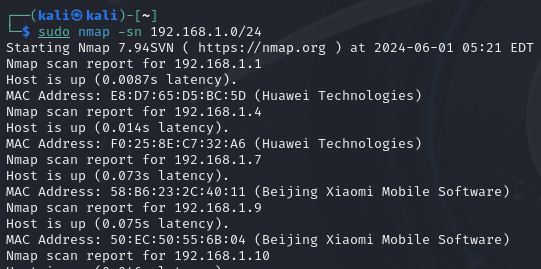 ┌──(kali㉿kali)-[~]
└─$ sudo nmap -sn 192.168.1.0/24
Starting Nmap 7.94SVN ( https://nmap.org ) at 2024-06-01 05:21 EDT
Nmap scan report for 192.168.1.1
Host is up (0.0087s latency).
MAC Address: E8:D7:65:D5:BC:5D (Huawei Technologies)
Nmap scan report for 192.168.1.4
Host is up (0.014s latency).
MAC Address: F0:25:8E:C7:32:A6 (Huawei Technologies)
Nmap scan report for 192.168.1.7
Host is up (0.073s latency).
MAC Address: 58:B6:23:2C:40:11 (Beijing Xiaomi Mobile Software)
Nmap scan report for 192.168.1.9
Host is up (0.075s latency).
MAC Address: 50:EC:50:55:6B:04 (Beijing Xiaomi Mobile Software)
Nmap scan report for 192.168.1.10